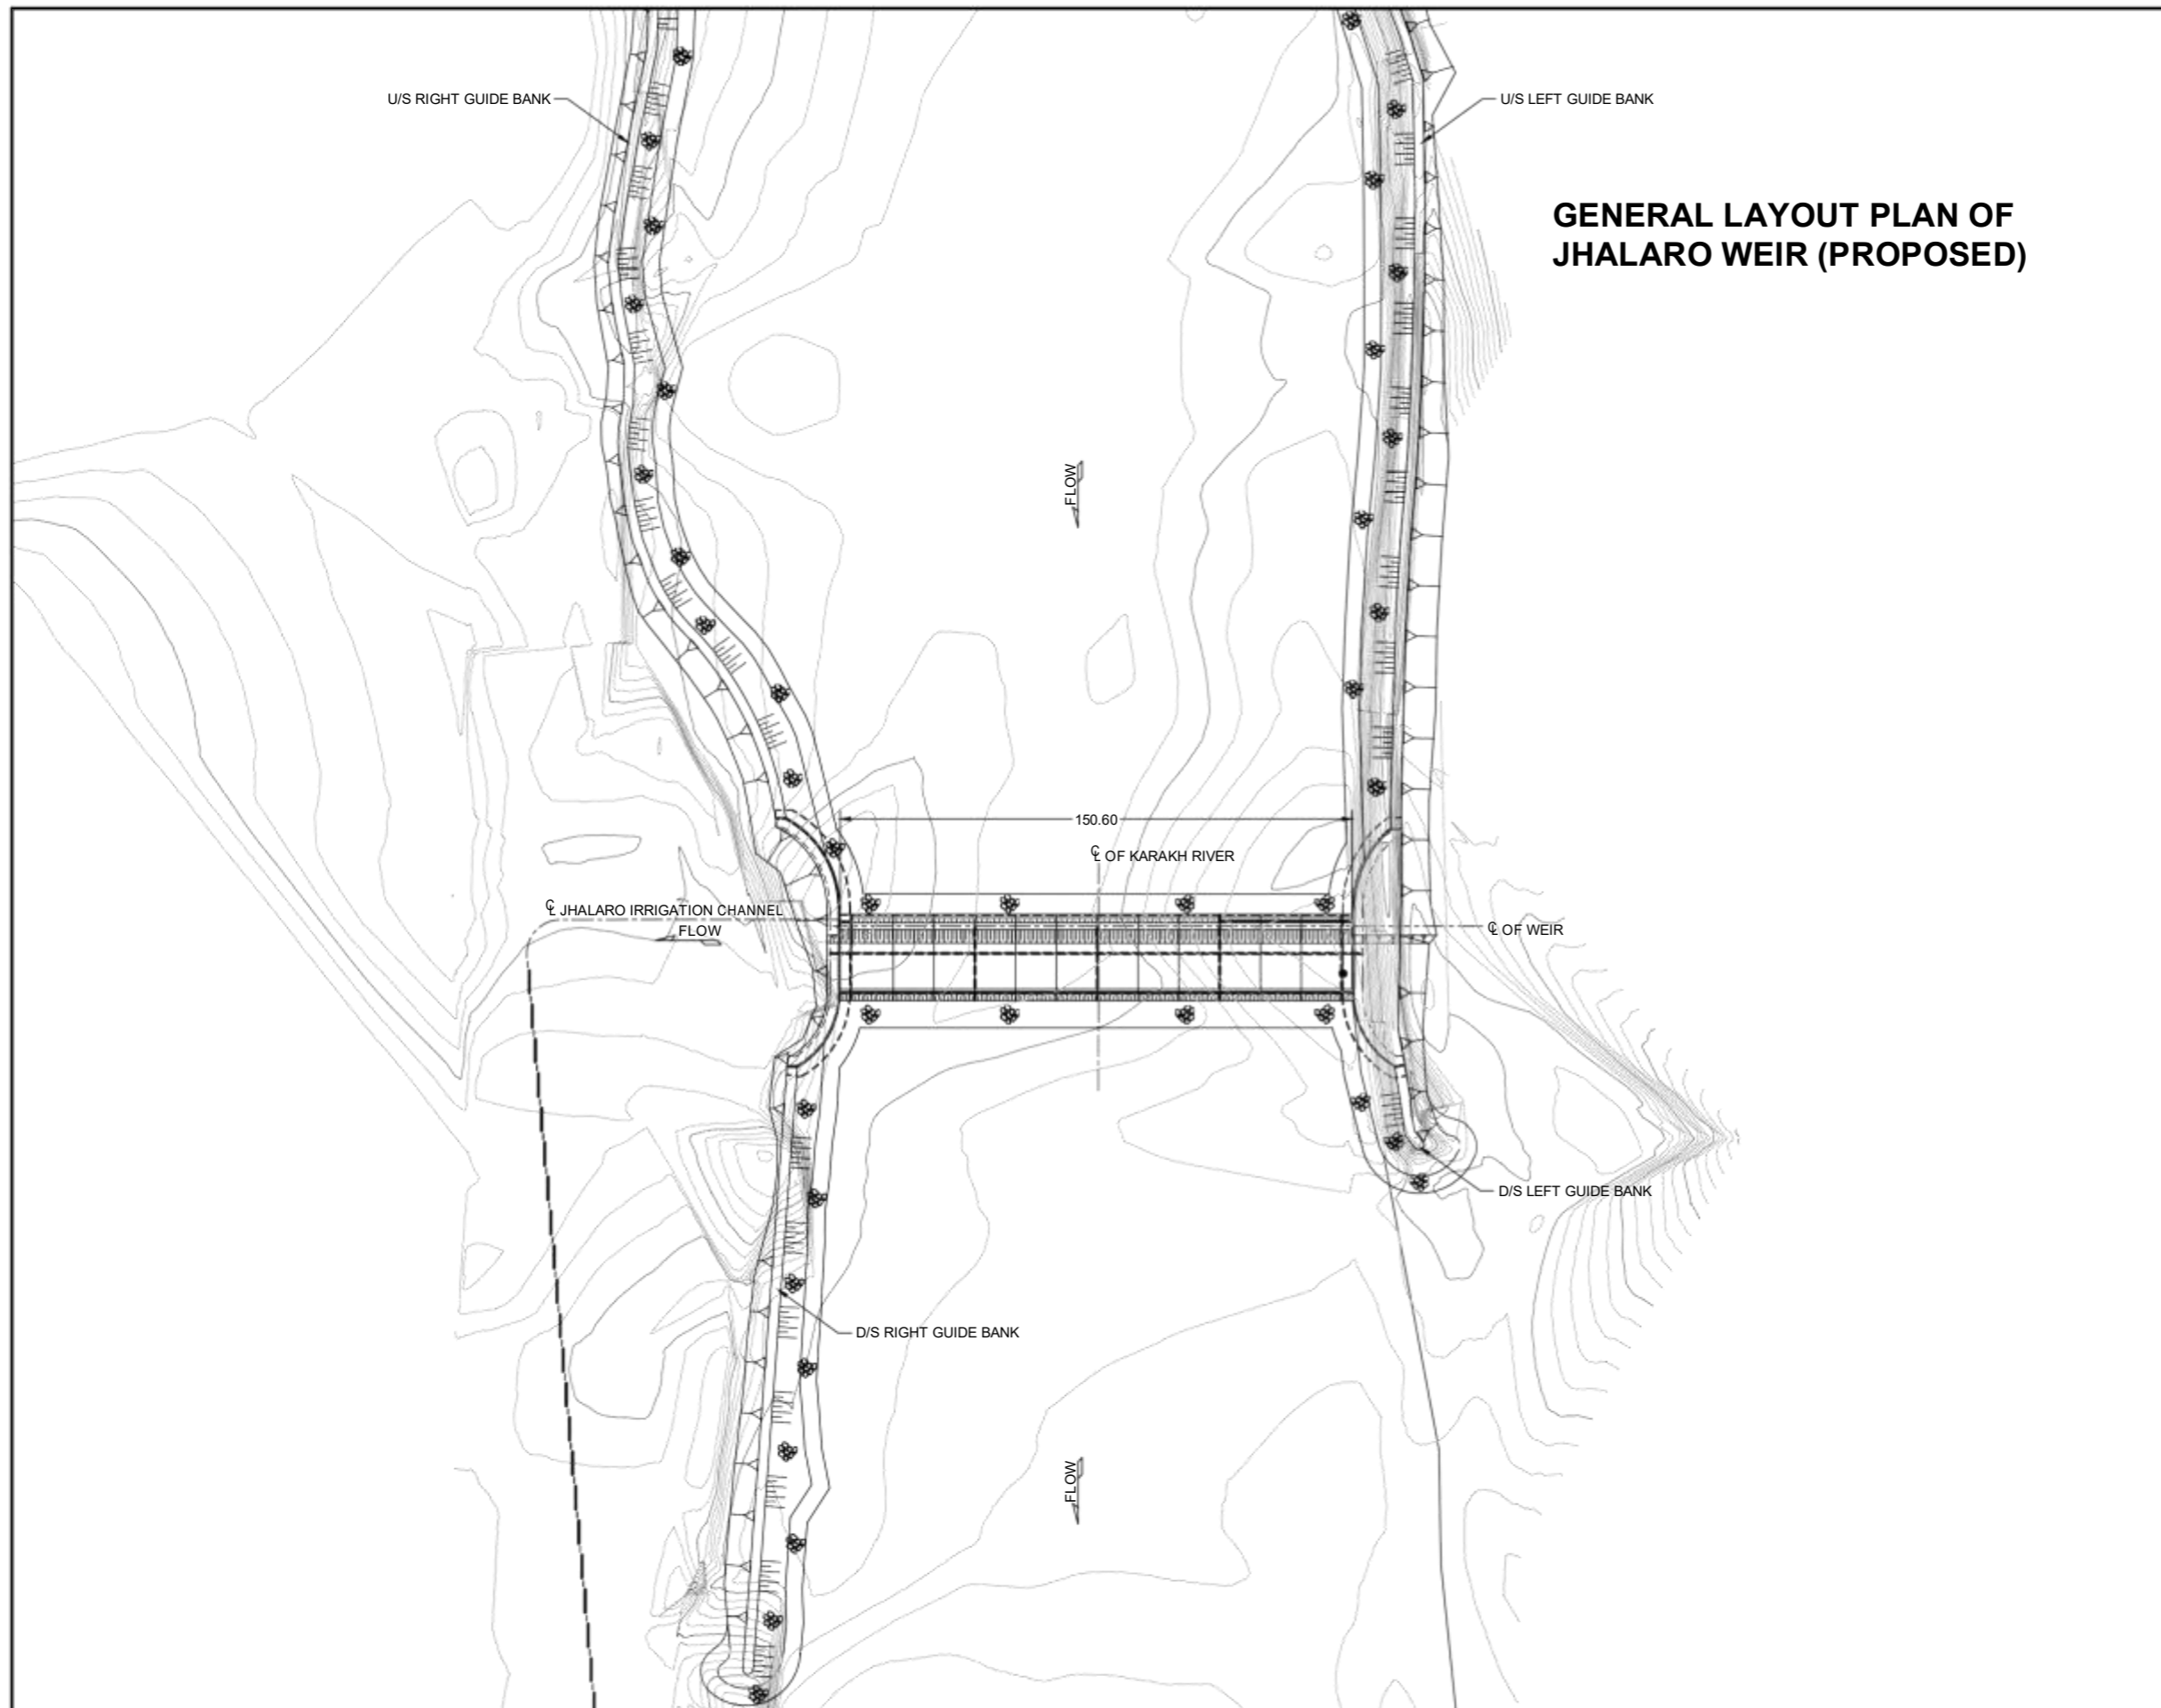 U/S RIGHT GUIDE BANK
U/S LEFT GUIDE BANK
GENERAL LAYOUT PLAN OF
JHALARO WEIR (PROPOSED)
FLOW
150.60
℄ OF KARAKH RIVER
℄ JHALARO IRRIGATION CHANNEL
FLOW
℄ OF WEIR
D/S LEFT GUIDE BANK
D/S RIGHT GUIDE BANK
FLOW